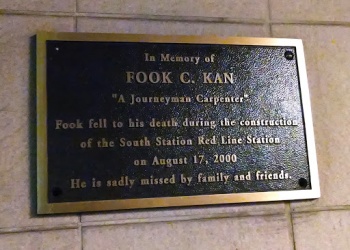 In Memory of
FOOK C. KAN
"A Journeyman Carpenter"
Fook fell to his death during the construction
of the South Station Red Line Station
on August 17, 2000
He is sadly missed by family and friends.